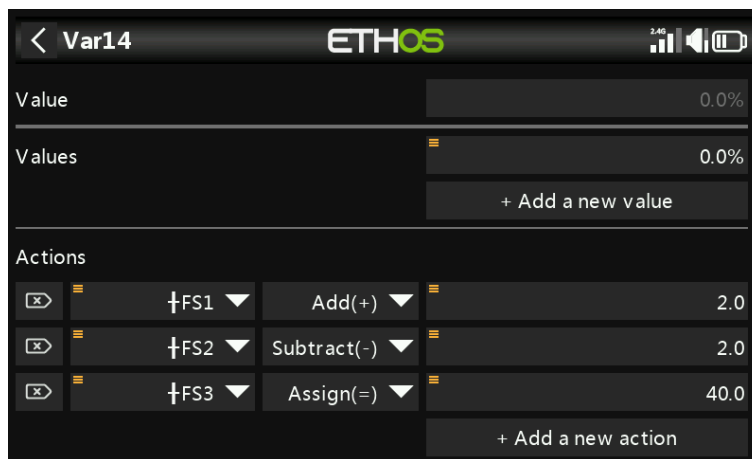 Var14 ETHOS 2.4G
Value 0.0%
Values 0.0%
+ Add a new value
Actions
FS1 Add(+) 2.0
FS2 Subtract(-) 2.0
FS3 Assign(=) 40.0
+ Add a new action